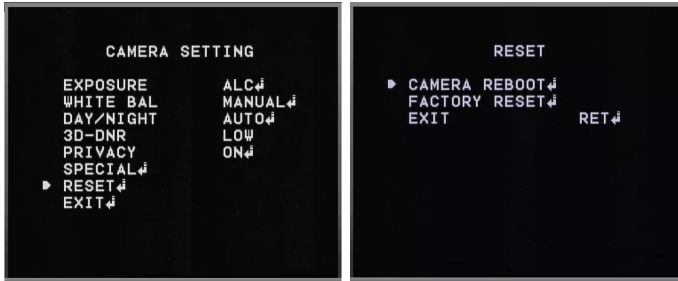 CAMERA SETTING
EXPOSURE ALC↲
WHITE BAL MANUAL↲
DAY/NIGHT AUTO↲
3D-DNR LOW
PRIVACY ON↲
SPECIAL↲
RESET↲
EXIT↲
RESET
CAMERA REBOOT↲
FACTORY RESET↲
EXIT RET↲